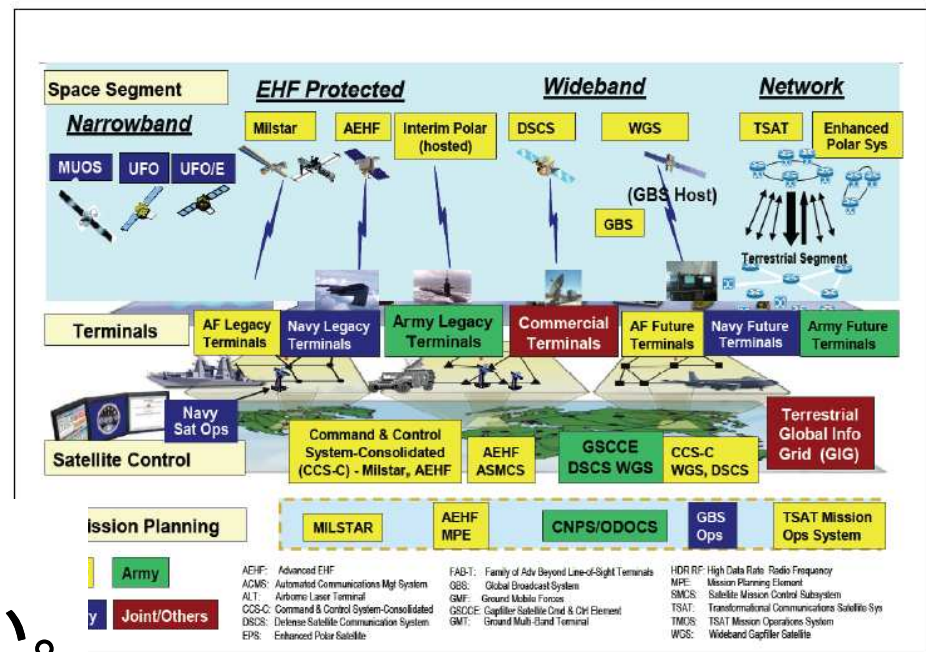 Space Segment
EHF Protected
Wideband
Network
Narrowband
Milstar
AEHF
Interim Polar
(hosted)
DSCS
WGS
TSAT
Enhanced
Polar Sys
MUOS
UFO
UFO/E
(GBS Host)
GBS
Terrestrial Segment
Terminals
AF Legacy
Terminals
Navy Legacy
Terminals
Army Legacy
Terminals
Commercial
Terminals
AF Future
Terminals
Navy Future
Terminals
Army Future
Terminals
Navy
Sat Ops
Satellite Control
Command & Control
System-Consolidated
(CCS-C) - Milstar, AEHF
AEHF
ASMCS
GSCCE
DSCS WGS
CCS-C
WGS, DSCS
Terrestrial
Global Info
Grid (GIG)
ission Planning
MILSTAR
AEHF
MPE
CNPS/ODOCS
GBS
Ops
TSAT Mission
Ops System
Army
y
Joint/Others
AEHF: Advanced EHF
ACMS: Automated Communications Mgt System
ALT: Airborne Laser Terminal
CCS-C: Command & Control System-Consolidated
DSCS: Defense Satellite Communication System
EPS: Enhanced Polar Satellite
FAB-T: Family of Adv Beyond Line-of-Sight Terminals
GBS: Global Broadcast System
GMF: Ground Mobile Forces
GSCCE: Gapfiller Satellite Cmd & Ctrl Element
GMT: Ground Multi-Band Terminal
HDR RF: High Data Rate Radio Frequency
MPE: Mission Planning Element
SMCS: Satellite Mission Control Subsystem
TSAT: Transformational Communications Satellite Sys
TMOS: TSAT Mission Operations System
WGS: Wideband Gapfiller Satellite
い。